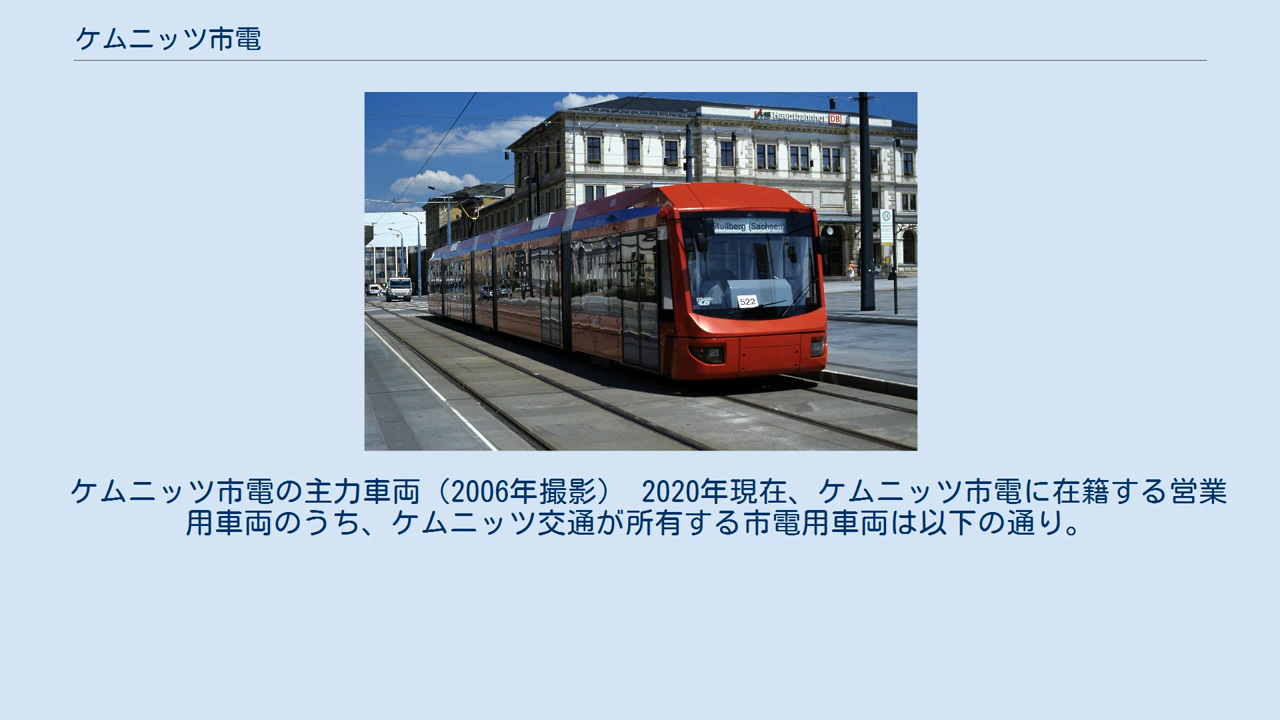 ケムニッツ市電
Hauptbahnhof DB
H
Stollberg (Sachsen)
522
ケムニッツ市電の主力車両（2006年撮影） 2020年現在、ケムニッツ市電に在籍する営業
用車両のうち、ケムニッツ交通が所有する市電用車両は以下の通り。